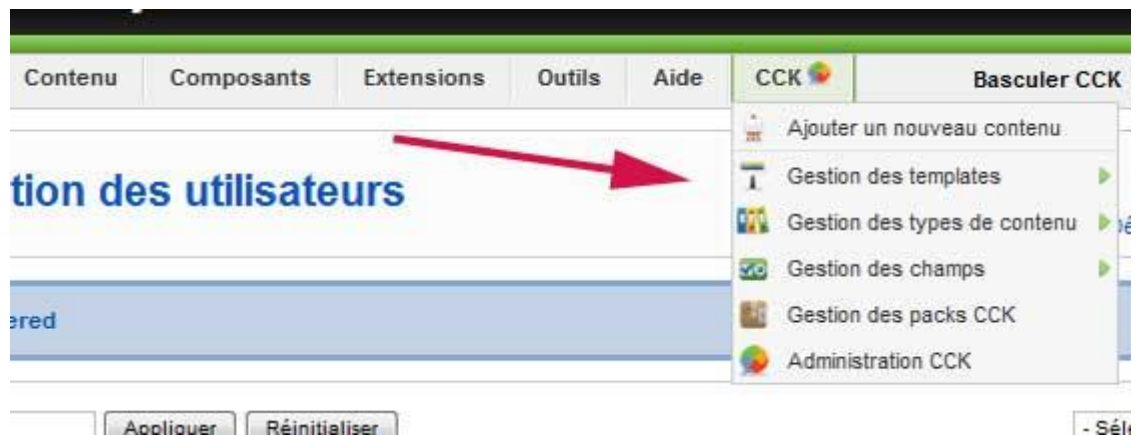 Contenu Composants Extensions Outils Aide CCK Basculer CCK
Ajouter un nouveau contenu
tion des utilisateurs
Gestion des templates
Gestion des types de contenu
Gestion des champs
ered
Gestion des packs CCK
Administration CCK
Appliquer Réinitialiser